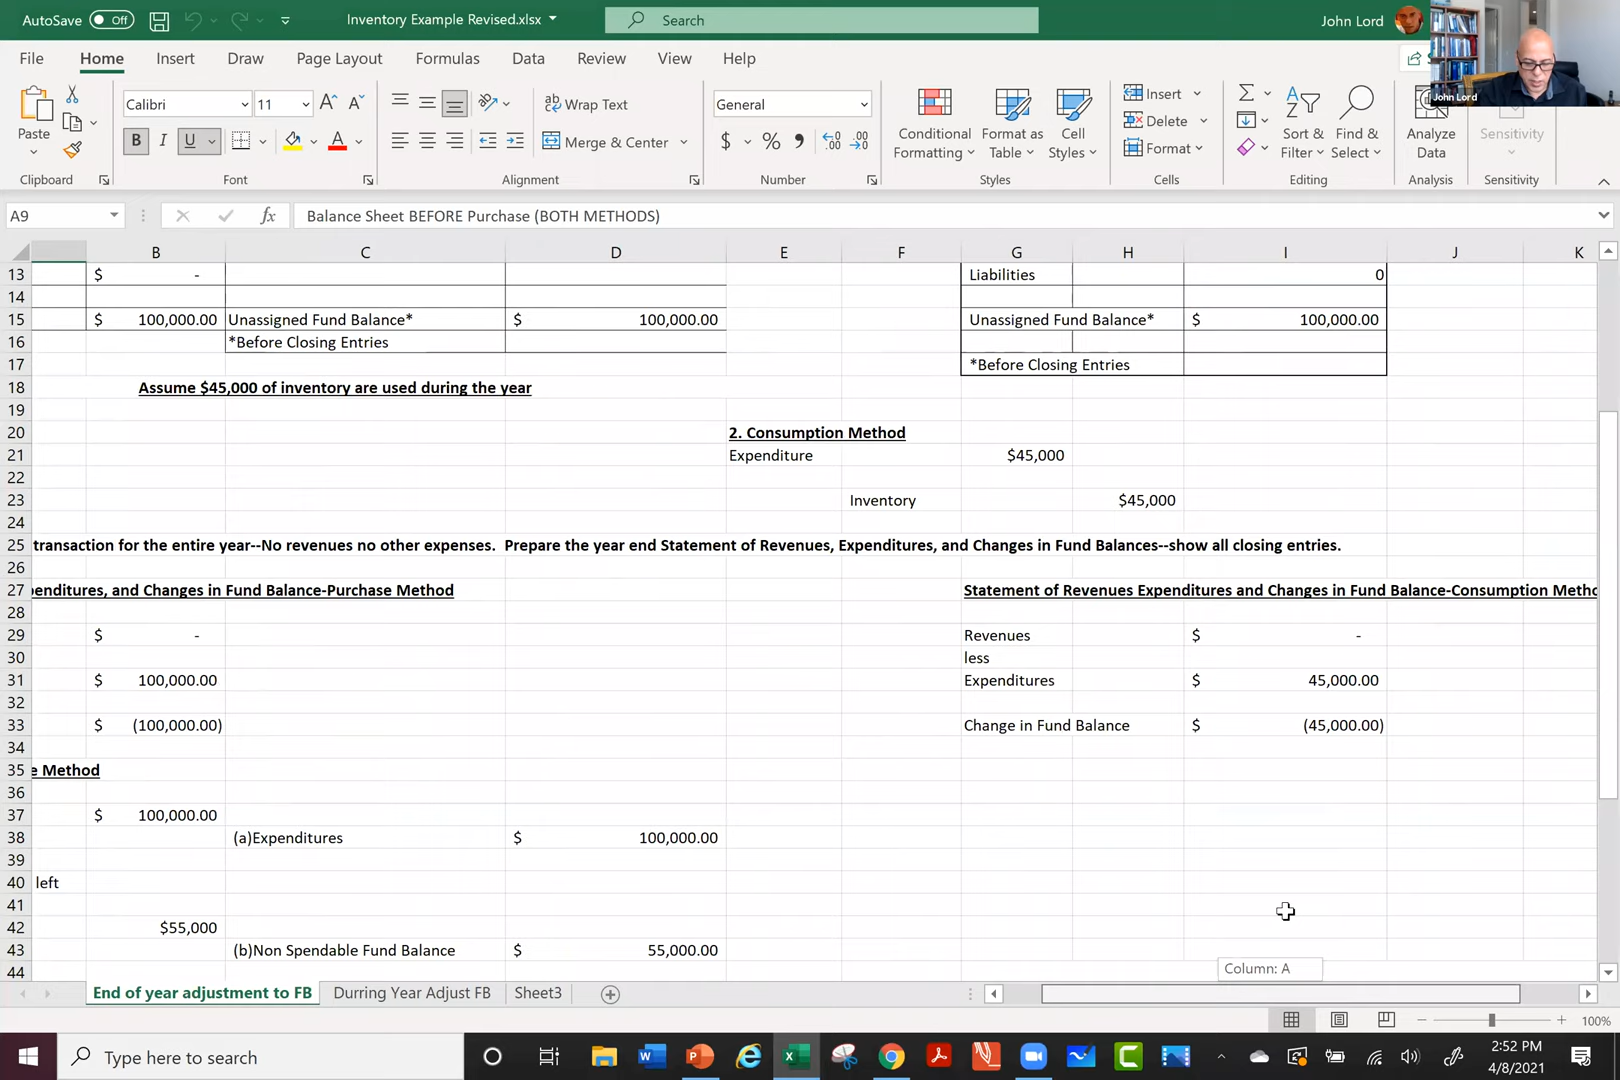 AutoSave Off Inventory Example Revised.xlsx Search John Lord
File Home Insert Draw Page Layout Formulas Data Review View Help
John Lord
Calibri 11 Wrap Text General Insert
Paste Conditional Format as Cell Delete Sort & Find & Analyze Sensitivity
Merge & Center $ % Formatting Table Styles Format Filter Select Data
Clipboard Font Alignment Number Styles Cells Editing Analysis Sensitivity
A9 fx Balance Sheet BEFORE Purchase (BOTH METHODS)
B C D E F G H I J K
13 $ - Liabilities 0
14
15 $ 100,000.00 Unassigned Fund Balance* $ 100,000.00 Unassigned Fund Balance* $ 100,000.00
16 *Before Closing Entries
17 *Before Closing Entries
18 Assume $45,000 of inventory are used during the year
19
20 2. Consumption Method
21 Expenditure $45,000
22
23 Inventory $45,000
24
25 transaction for the entire year--No revenues no other expenses. Prepare the year end Statement of Revenues, Expenditures, and Changes in Fund Balances--show all closing entries.
26
27 enditures, and Changes in Fund Balance-Purchase Method Statement of Revenues Expenditures and Changes in Fund Balance-Consumption Metho
28
29 $ - Revenues $ -
30 less
31 $ 100,000.00 Expenditures $ 45,000.00
32
33 $ (100,000.00) Change in Fund Balance $ (45,000.00)
34
35 e Method
36
37 $ 100,000.00
38 (a)Expenditures $ 100,000.00
39
40 left
41
42 $55,000
43 (b)Non Spendable Fund Balance $ 55,000.00
44 Column: A
End of year adjustment to FB Durring Year Adjust FB Sheet3
100%
Type here to search 2:52 PM
4/8/2021